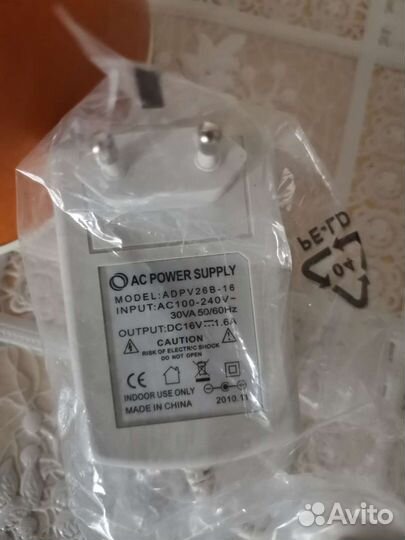 AC POWER SUPPLY
MODEL:ADPV26B-16
INPUT:AC100-240V~
30VA 50/60Hz
OUTPUT:DC16V⎓1.6A
CAUTION
RISK OF ELECTRIC SHOCK
DO NOT OPEN
CE
INDOOR USE ONLY
MADE IN CHINA
2010.11
PE-LD
04
Avito